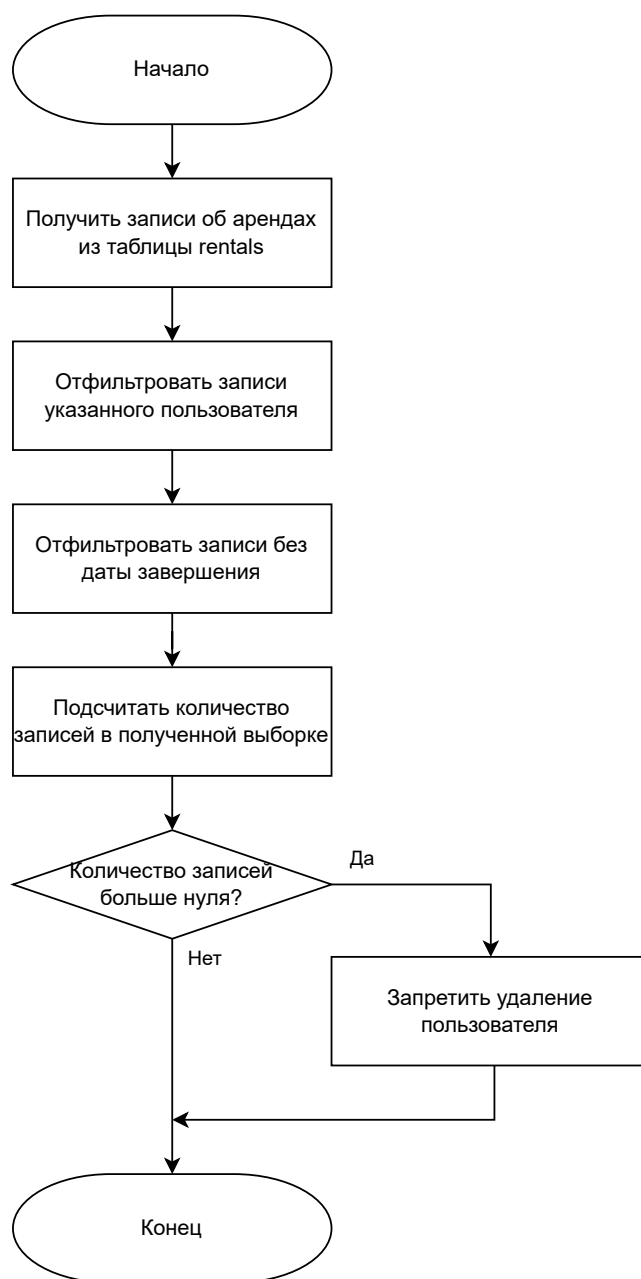 Начало
Получить записи об арендах
из таблицы rentals
Отфильтровать записи
указанного пользователя
Отфильтровать записи без
даты завершения
Подсчитать количество
записей в полученной выборке
Количество записей
больше нуля?
Да
Нет
Запретить удаление
пользователя
Конец